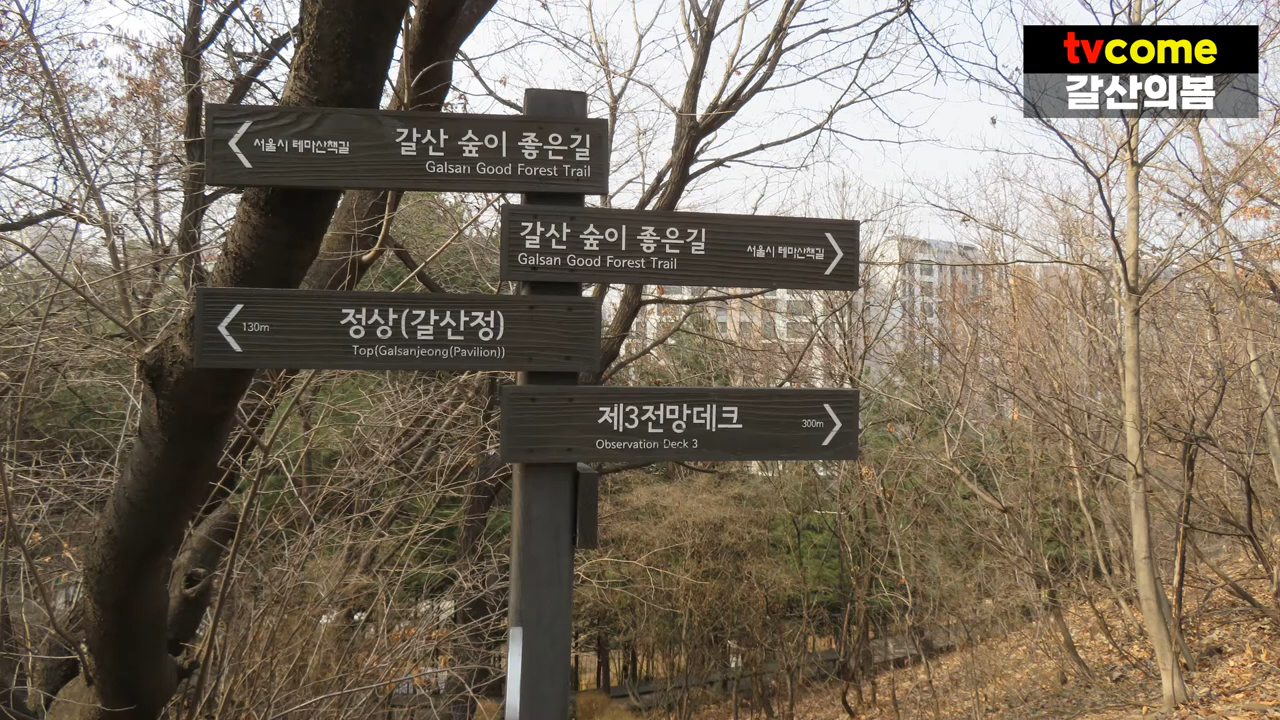 tvcome
갈산의봄
갈산 숲이 좋은길
서울시 테마산책길
Galsan Good Forest Trail
갈산 숲이 좋은길
서울시 테마산책길
Galsan Good Forest Trail
정상(갈산정)
130m
Top(Galsanjeong(Pavilion))
제3전망데크
300m
Observation Deck 3